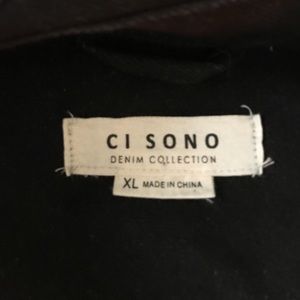 CI SONO
DENIM COLLECTION
XL MADE IN CHINA